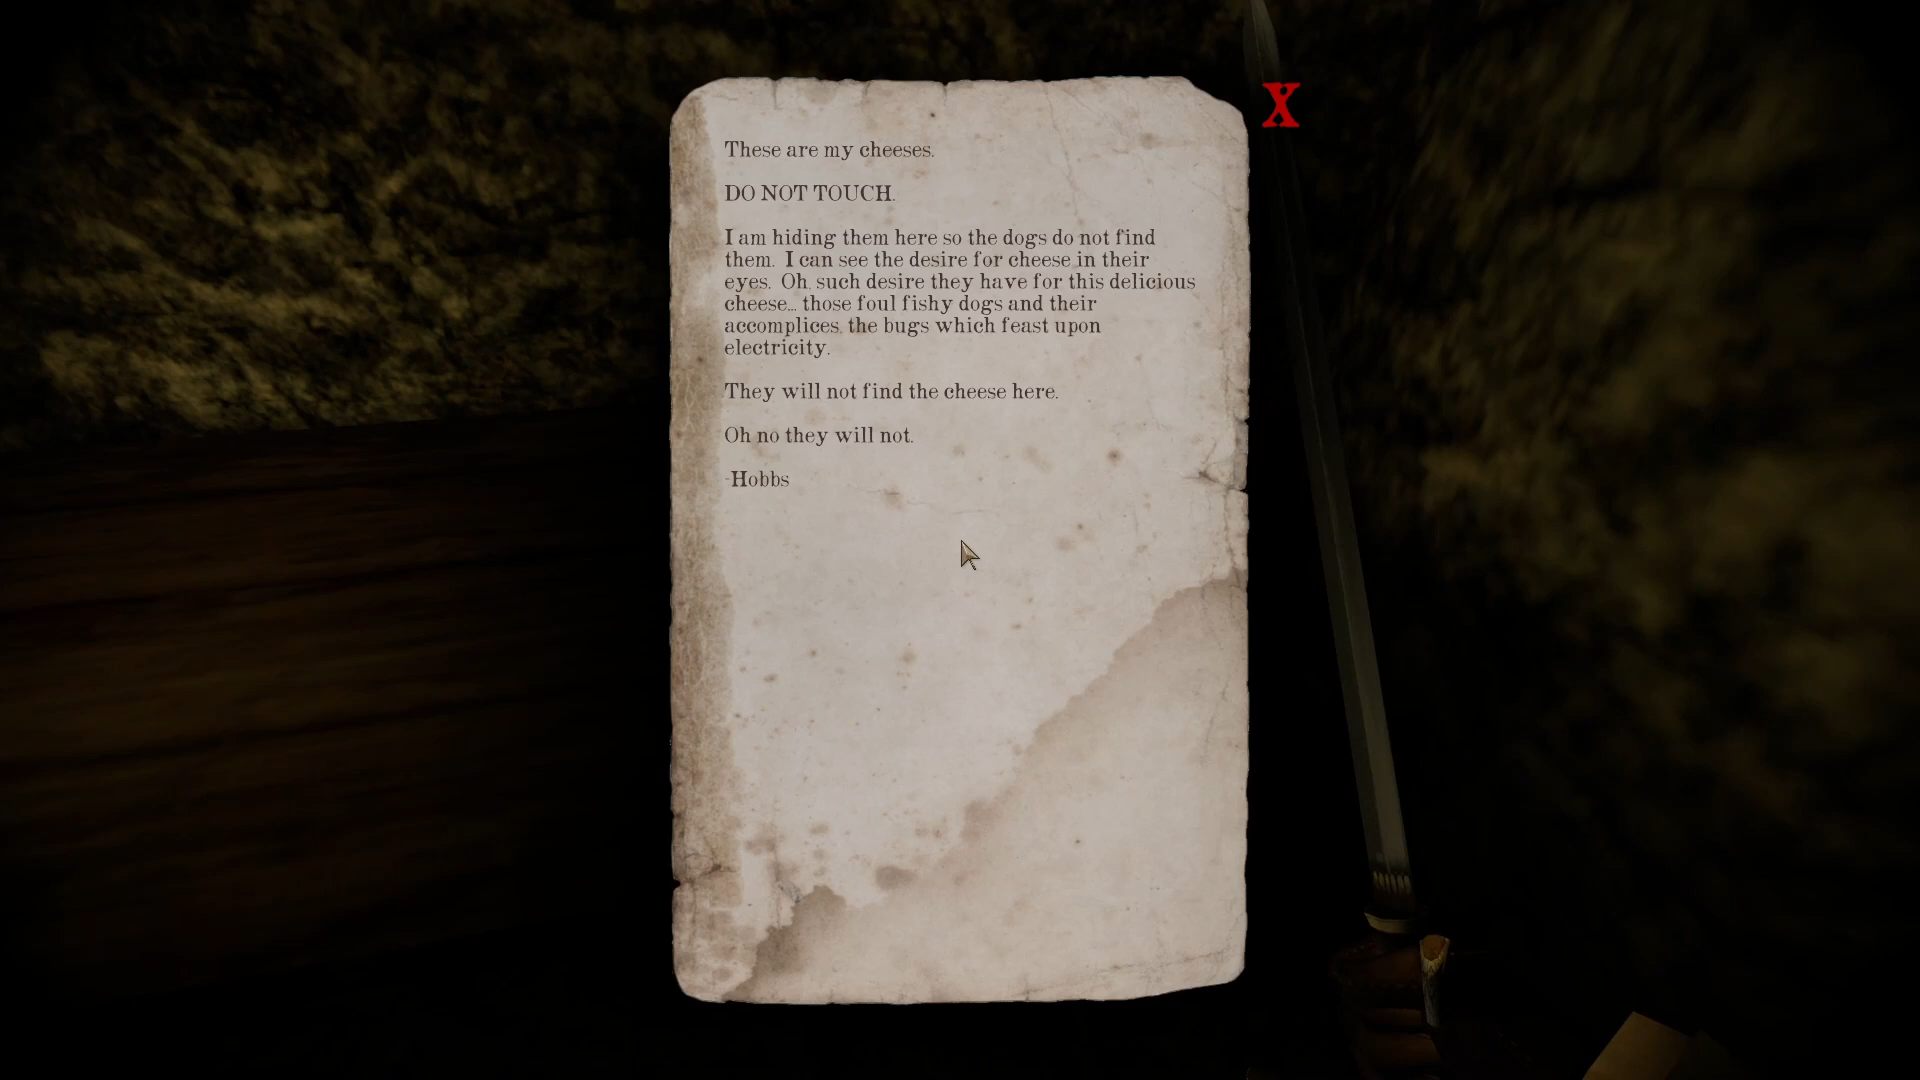 X
These are my cheeses.
DO NOT TOUCH.
I am hiding them here so the dogs do not find
them.  I can see the desire for cheese in their
eyes.  Oh, such desire they have for this delicious
cheese... those foul fishy dogs and their
accomplices, the bugs which feast upon
electricity.
They will not find the cheese here.
Oh no they will not.
-Hobbs